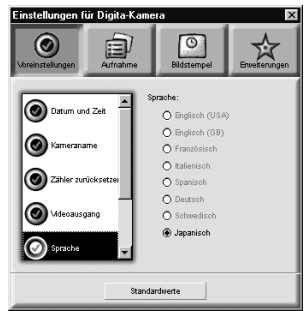 Einstellungen für Digita-Kamera
Voreinstellungen
Aufnahme
Bildstempel
Erweiterungen
Datum und Zeit
Kameraname
Zähler zurücksetzen
Videoausgang
Sprache
Sprache:
Englisch (USA)
Englisch (GB)
Französisch
Italienisch
Spanisch
Deutsch
Schwedisch
Japanisch
Standardwerte